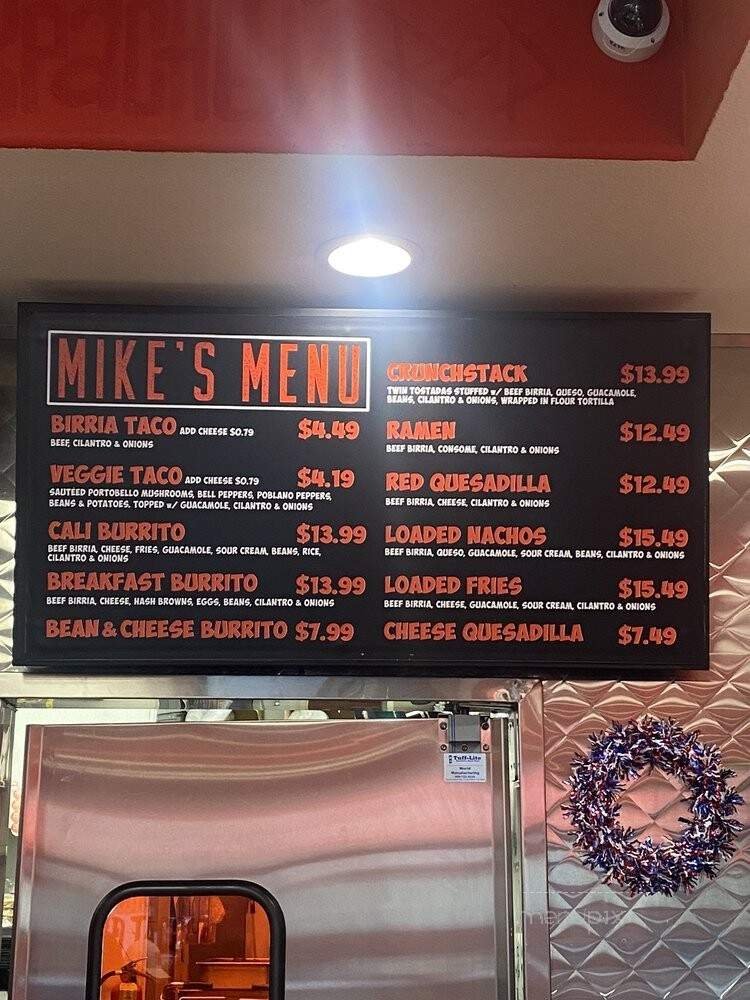 MIKE'S MENU
BIRRIA TACO ADD CHEESE $0.79 $4.49
BEEF, CILANTRO & ONIONS
VEGGIE TACO ADD CHEESE $0.79 $4.19
SAUTÉED PORTOBELLO MUSHROOMS, BELL PEPPERS, POBLANO PEPPERS,
BEANS & POTATOES. TOPPED w/ GUACAMOLE, CILANTRO & ONIONS
CALI BURRITO $13.99
BEEF BIRRIA, CHEESE, FRIES, GUACAMOLE, SOUR CREAM, BEANS, RICE,
CILANTRO & ONIONS
BREAKFAST BURRITO $13.99
BEEF BIRRIA, CHEESE, HASH BROWNS, EGGS, BEANS, CILANTRO & ONIONS
BEAN & CHEESE BURRITO $7.99
CRUNCHSTACK $13.99
TWIN TOSTADAS STUFFED w/ BEEF BIRRIA, QUESO, GUACAMOLE,
BEANS, CILANTRO & ONIONS, WRAPPED IN FLOUR TORTILLA
RAMEN $12.49
BEEF BIRRIA, CONSOME, CILANTRO & ONIONS
RED QUESADILLA $12.49
BEEF BIRRIA, CHEESE, CILANTRO & ONIONS
LOADED NACHOS $15.49
BEEF BIRRIA, QUESO, GUACAMOLE, SOUR CREAM, BEANS, CILANTRO & ONIONS
LOADED FRIES $15.49
BEEF BIRRIA, CHEESE, GUACAMOLE, SOUR CREAM, CILANTRO & ONIONS
CHEESE QUESADILLA $7.49
Tuff-Lite
World
Manufacturing
menupix